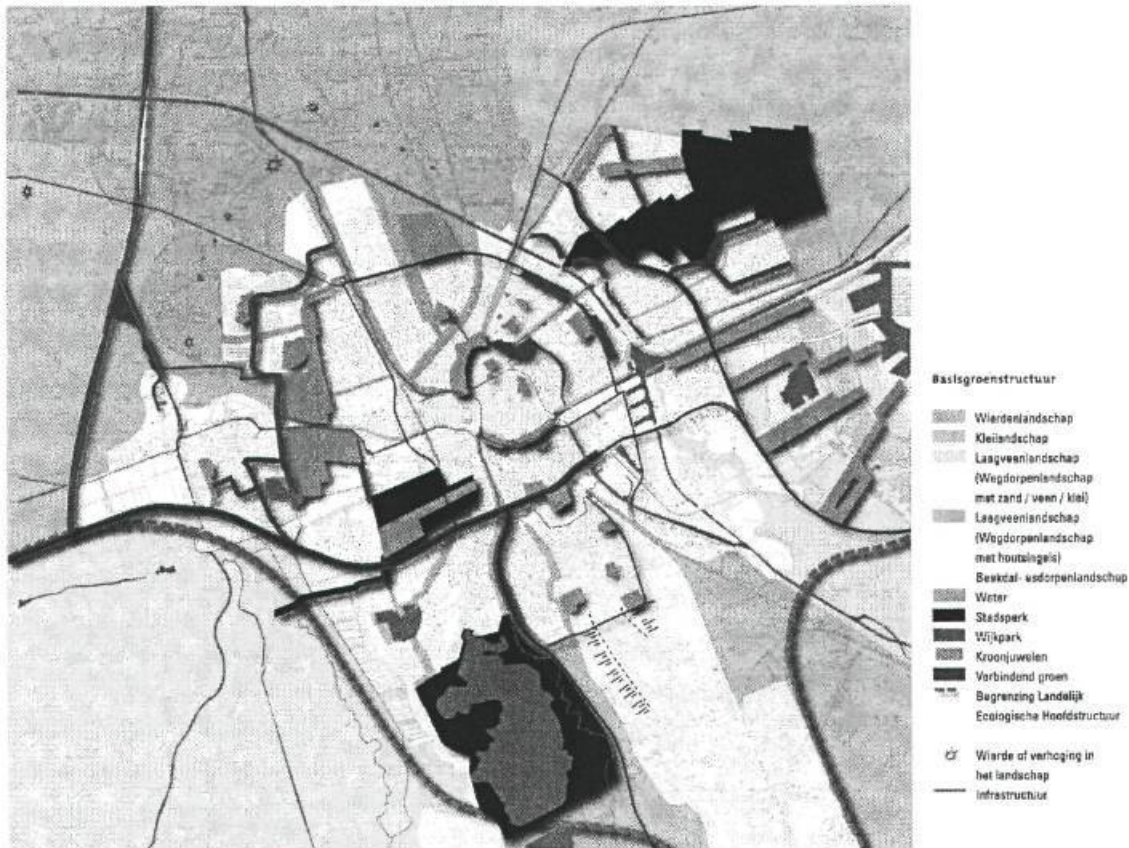 Basisgroenstructuur
Wierdenlandschap
Kleilandschap
Laagveenlandschap
(Wegdorpenlandschap
met zand / veen / klei)
Laagveenlandschap
(Wegdorpenlandschap
met houtsingels)
Beekdal- esdorpenlandschap
Water
Stadspark
Wijkpark
Kroonjuwelen
Verbindend groen
Begrenzing Landelijk
Ecologische Hoofdstructuur
Wierde of verhoging in
het landschap
Infrastructuur